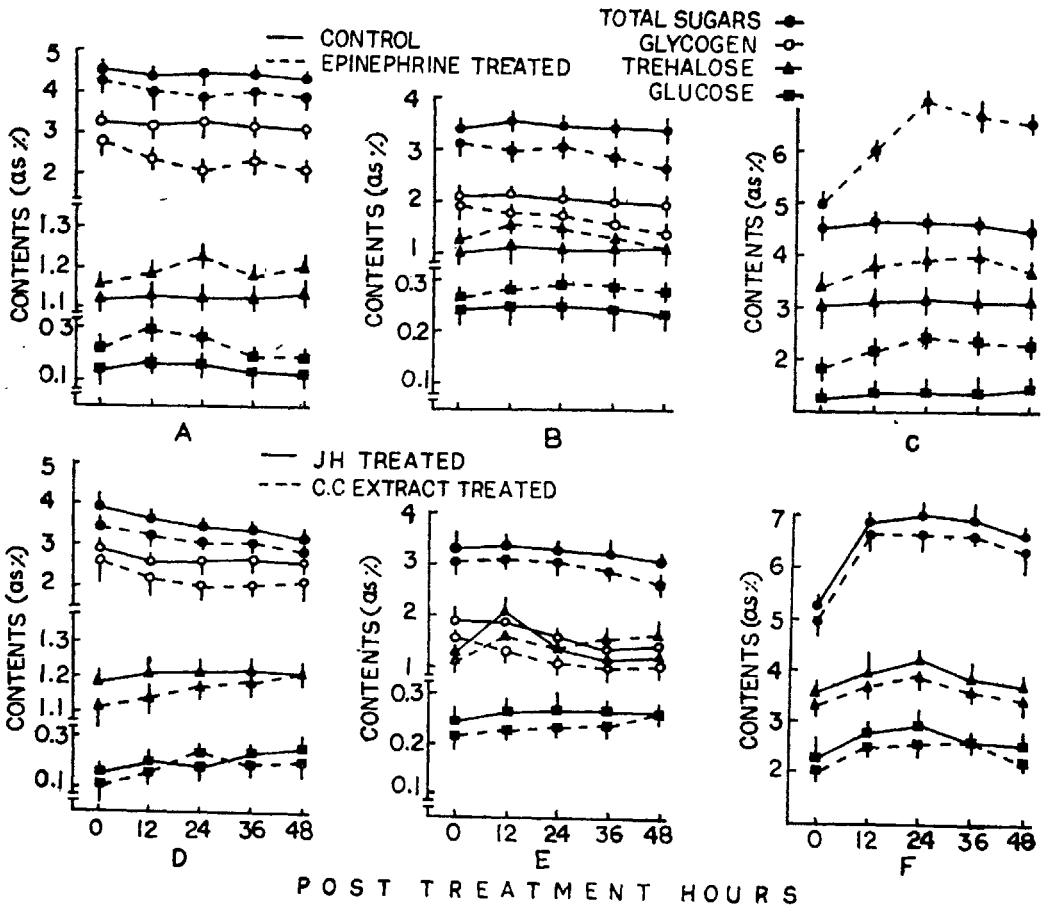 CONTROL
EPINEPHRINE TREATED
TOTAL SUGARS
GLYCOGEN
TREHALOSE
GLUCOSE
CONTENTS (as %)
5
4
3
2
1.3
1.2
1.1
0.3
0.1
A
CONTENTS (as %)
4
3
2
1
0.3
0.2
0.1
B
CONTENTS (as %)
6
5
4
3
2
C
JH TREATED
C.C EXTRACT TREATED
CONTENTS (as %)
5
4
3
2
1.3
1.2
1.1
0.3
0.1
0 12 24 36 48
D
CONTENTS (as %)
4
3
2
1
0.3
0.2
0.1
0 12 24 36 48
E
CONTENTS (as %)
7
6
5
4
3
2
0 12 24 36 48
F
POST TREATMENT HOURS